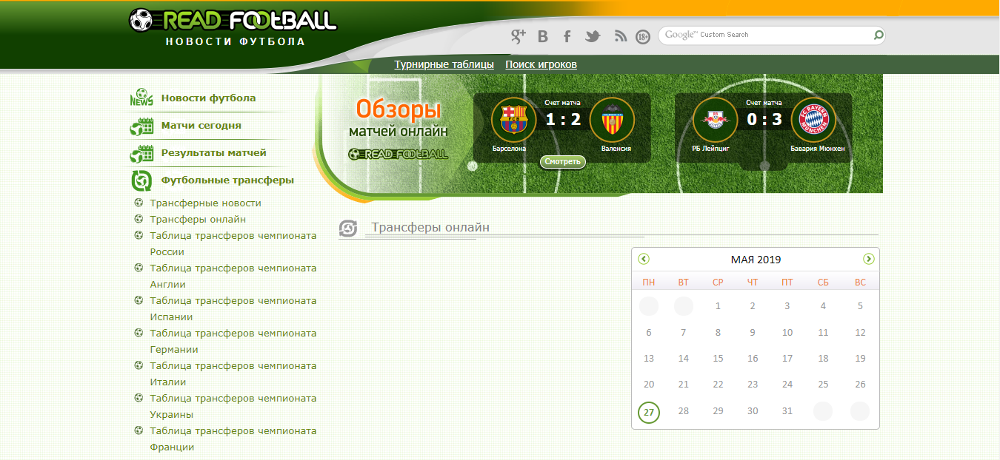 READ FOOTBALL
НОВОСТИ ФУТБОЛА
g+ B f 18+ Google™ Custom Search
Турнирные таблицы Поиск игроков
NEWS Новости футбола
Матчи сегодня
Результаты матчей
Футбольные трансферы
Трансферные новости
Трансферы онлайн
Таблица трансферов чемпионата
России
Таблица трансферов чемпионата
Англии
Таблица трансферов чемпионата
Испании
Таблица трансферов чемпионата
Германии
Таблица трансферов чемпионата
Италии
Таблица трансферов чемпионата
Украины
Таблица трансферов чемпионата
Франции
Обзоры
матчей онлайн
READ FOOTBALL
Счет матча
FCB
1 : 2
Барселона Валенсия
Смотреть
Счет матча
0 : 3
FC BAYERN
MÜNCHEN
РБ Лейпциг Бавария Мюнхен
Трансферы онлайн
МАЯ 2019
ПН ВТ СР ЧТ ПТ СБ ВС
1 2 3 4 5
6 7 8 9 10 11 12
13 14 15 16 17 18 19
20 21 22 23 24 25 26
27 28 29 30 31